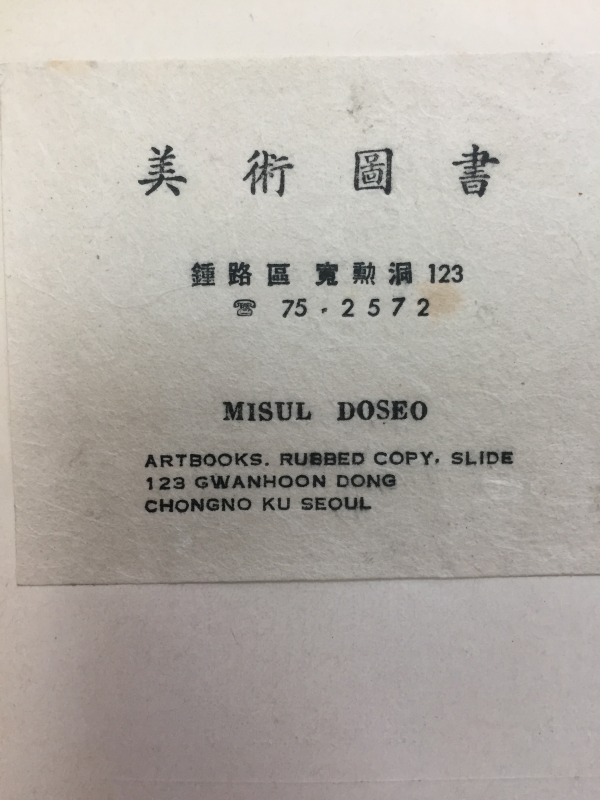 美術圖書
鍾路區 寬勳洞 123
☏ 75・2572
MISUL DOSEO
ARTBOOKS. RUBBED COPY, SLIDE
123 GWANHOON DONG
CHONGNO KU SEOUL